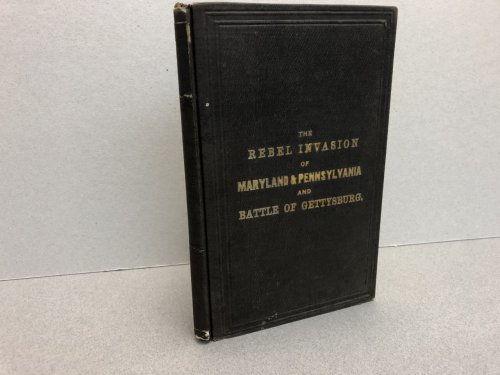 THE
REBEL INVASION
OF
MARYLAND & PENNSYLVANIA
AND
BATTLE OF GETTYSBURG.